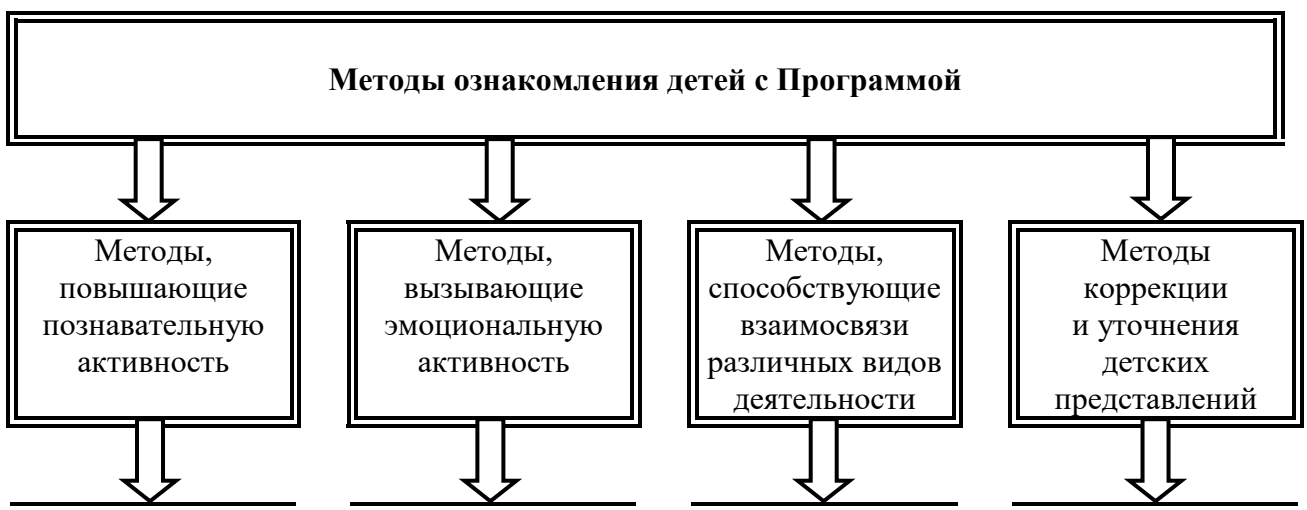 Методы ознакомления детей с Программой
Методы,
повышающие
познавательную
активность
Методы,
вызывающие
эмоциональную
активность
Методы,
способствующие
взаимосвязи
различных видов
деятельности
Методы
коррекции
и уточнения
детских
представлений